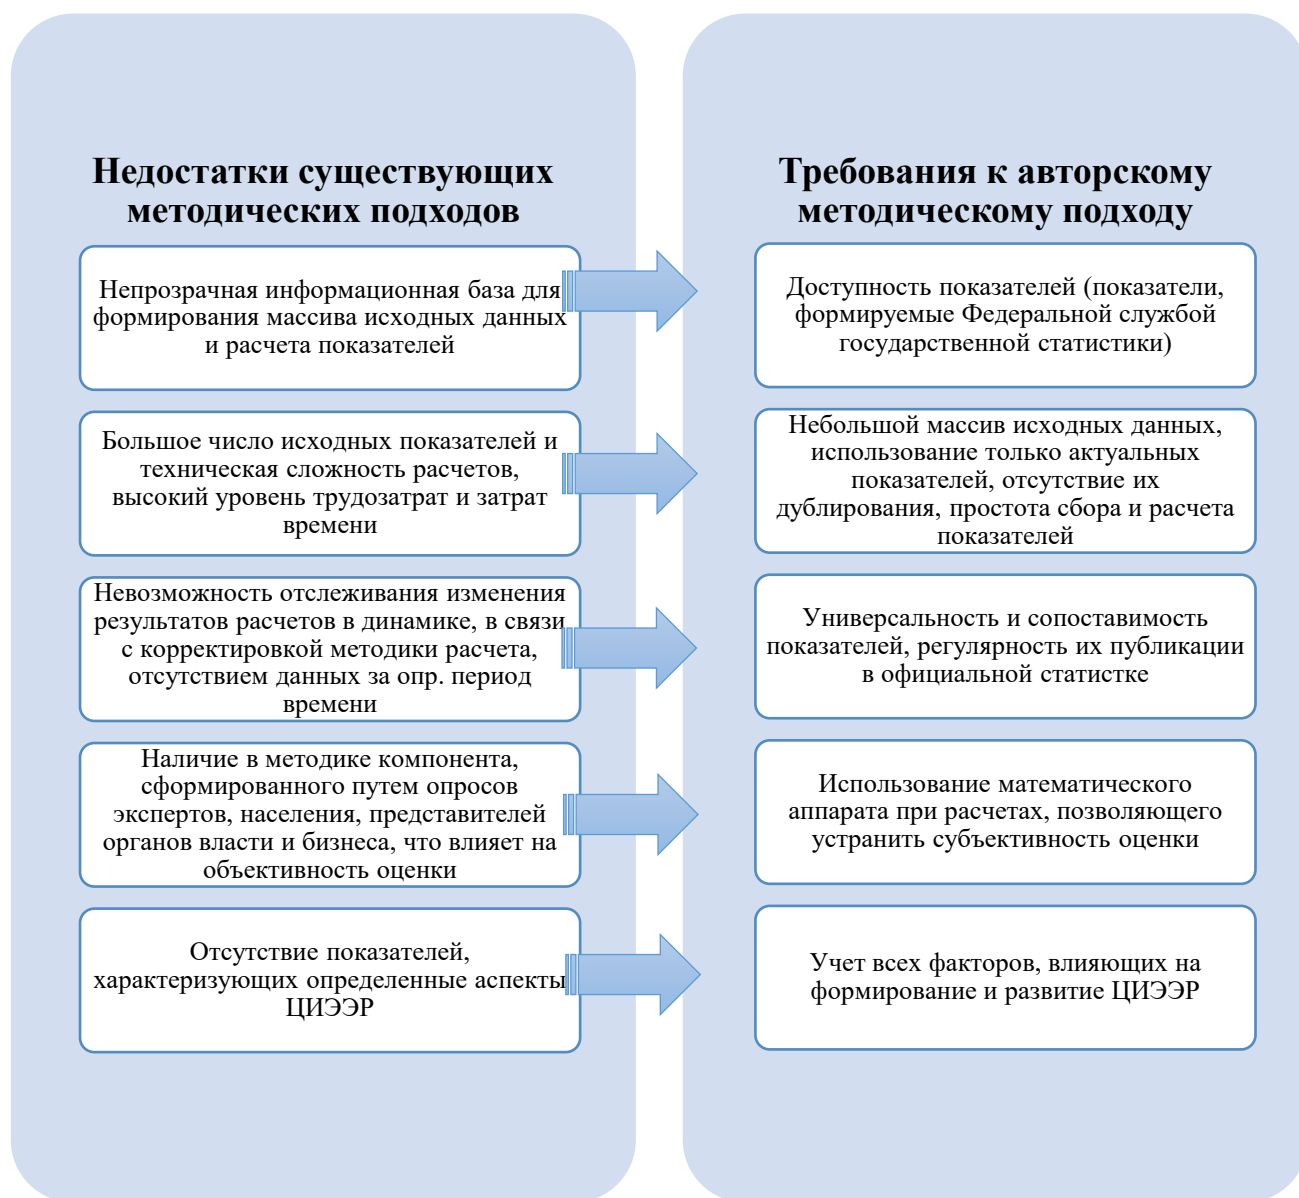 Недостатки существующих
методических подходов
Непрозрачная информационная база для
формирования массива исходных данных
и расчета показателей
Большое число исходных показателей и
техническая сложность расчетов,
высокий уровень трудозатрат и затрат
времени
Невозможность отслеживания изменения
результатов расчетов в динамике, в связи
с корректировкой методики расчета,
отсутствием данных за опр. период
времени
Наличие в методике компонента,
сформированного путем опросов
экспертов, населения, представителей
органов власти и бизнеса, что влияет на
объективность оценки
Отсутствие показателей,
характеризующих определенные аспекты
ЦИЭЭР
Требования к авторскому
методическому подходу
Доступность показателей (показатели,
формируемые Федеральной службой
государственной статистики)
Небольшой массив исходных данных,
использование только актуальных
показателей, отсутствие их
дублирования, простота сбора и расчета
показателей
Универсальность и сопоставимость
показателей, регулярность их публикации
в официальной статистке
Использование математического
аппарата при расчетах, позволяющего
устранить субъективность оценки
Учет всех факторов, влияющих на
формирование и развитие ЦИЭЭР